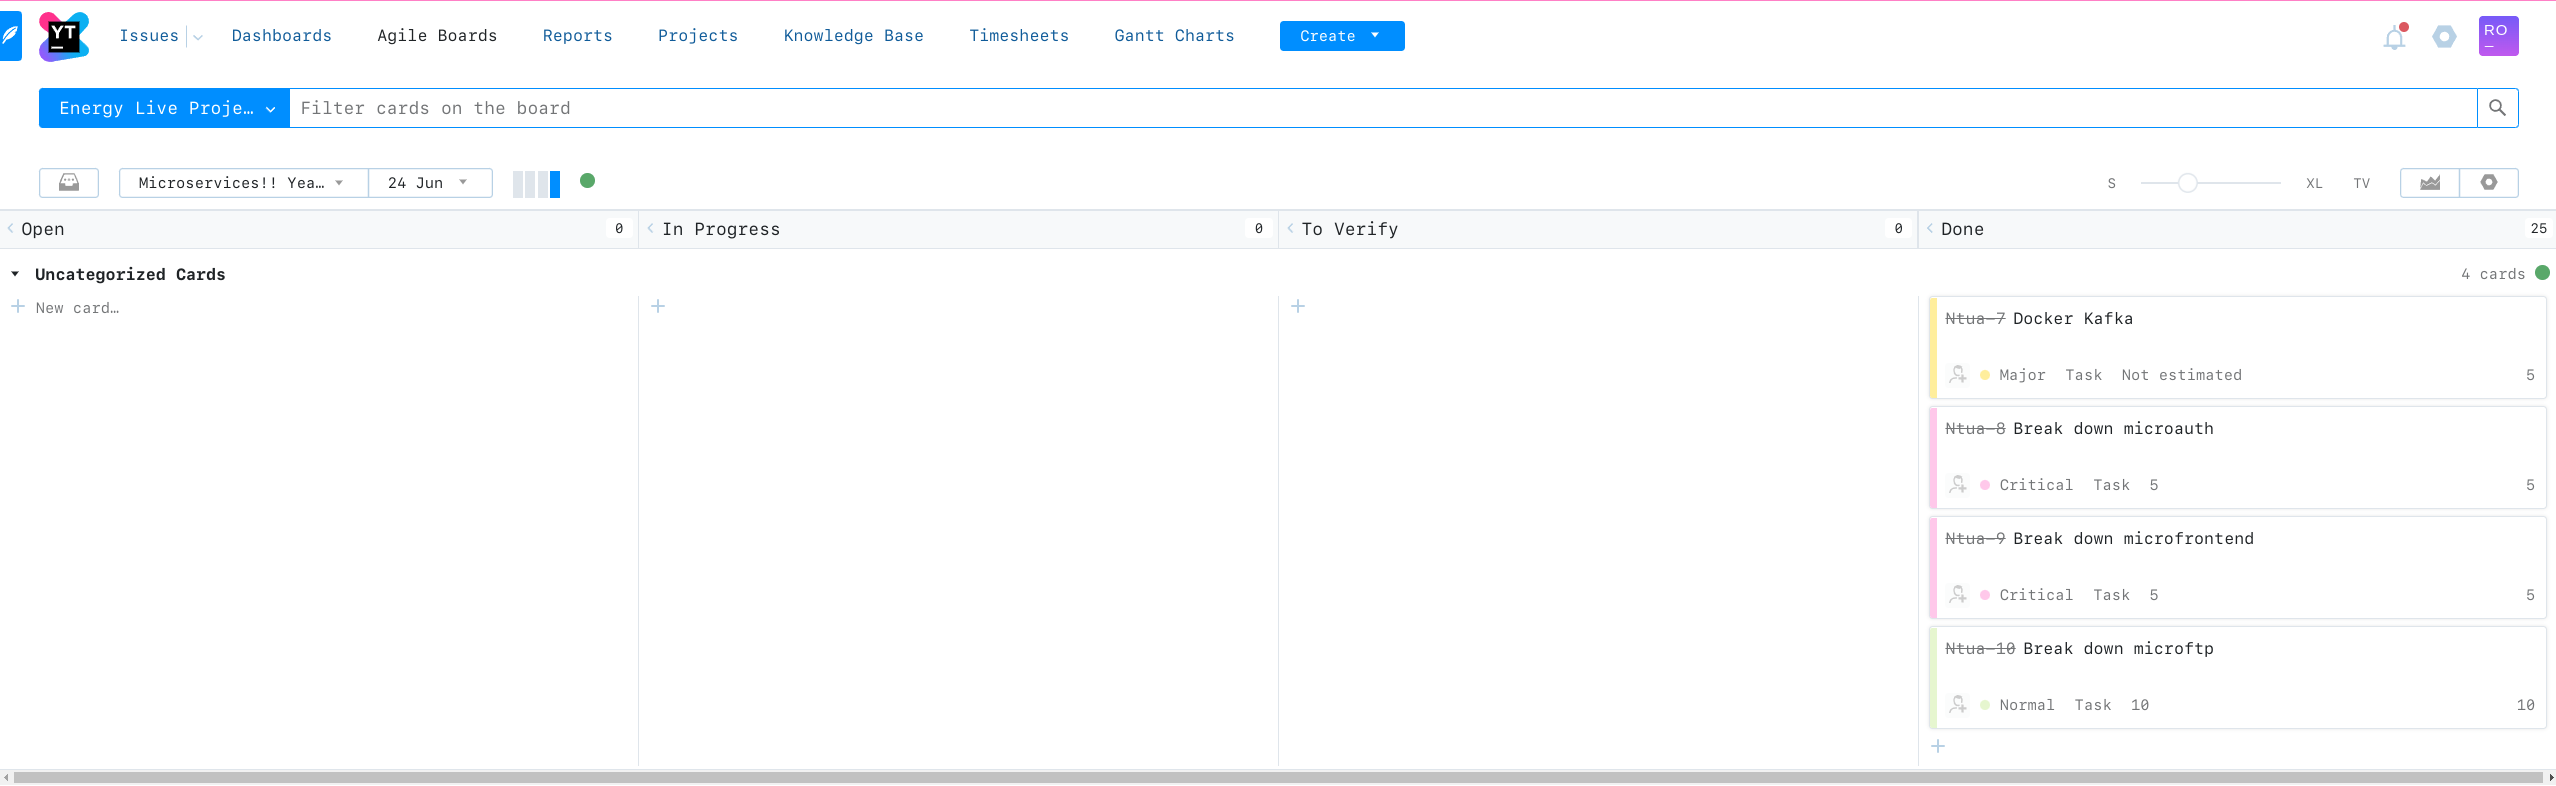 YT
Issues Dashboards Agile Boards Reports Projects Knowledge Base Timesheets Gantt Charts Create RO
Energy Live Proje… Filter cards on the board
Microservices!! Yea… 24 Jun S XL TV
Open 0 In Progress 0 To Verify 0 Done 25
Uncategorized Cards 4 cards
New card…
Ntua-7 Docker Kafka
Major Task Not estimated 5
Ntua-8 Break down microauth
Critical Task 5 5
Ntua-9 Break down microfrontend
Critical Task 5 5
Ntua-10 Break down microftp
Normal Task 10 10